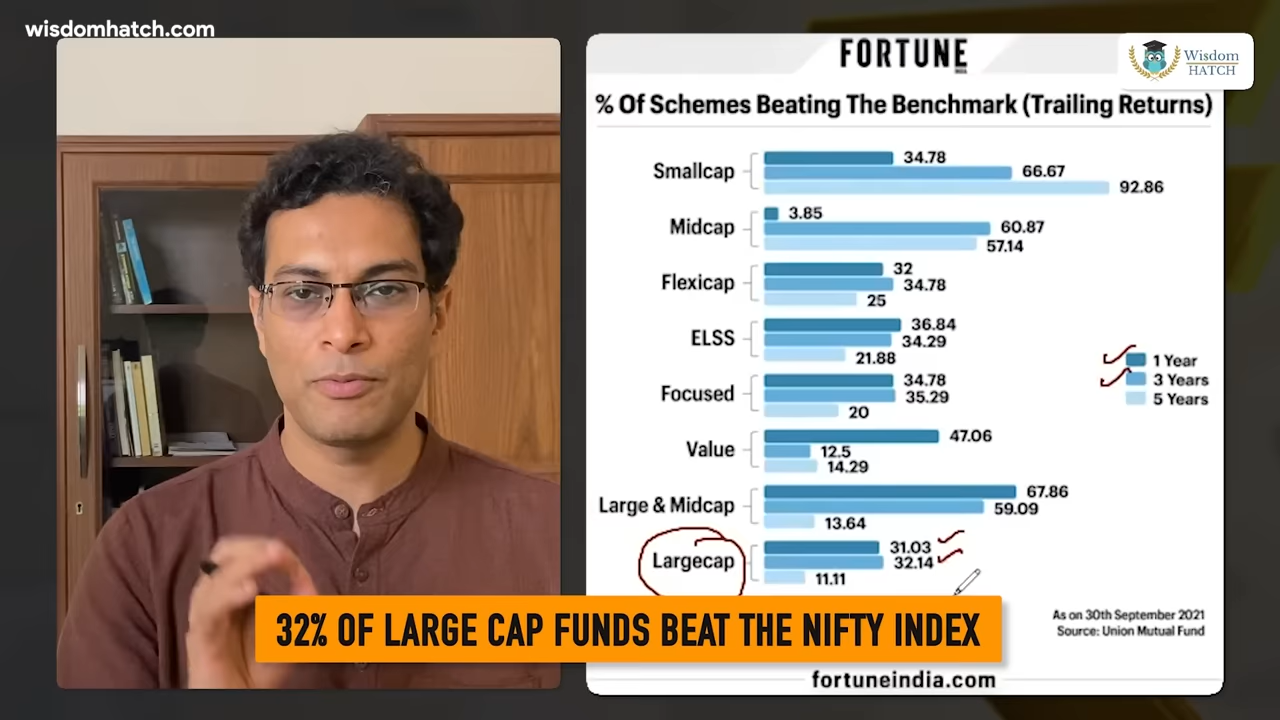 wisdomhatch.com
FORTUNE
INDIA
Wisdom
HATCH
% Of Schemes Beating The Benchmark (Trailing Returns)
Smallcap
34.78
66.67
92.86
Midcap
3.85
60.87
57.14
Flexicap
32
34.78
25
ELSS
36.84
34.29
21.88
Focused
34.78
35.29
20
Value
47.06
12.5
14.29
Large & Midcap
67.86
59.09
13.64
Largecap
31.03
32.14
11.11
1 Year
3 Years
5 Years
As on 30th September 2021
Source: Union Mutual Fund
32% OF LARGE CAP FUNDS BEAT THE NIFTY INDEX
fortuneindia.com